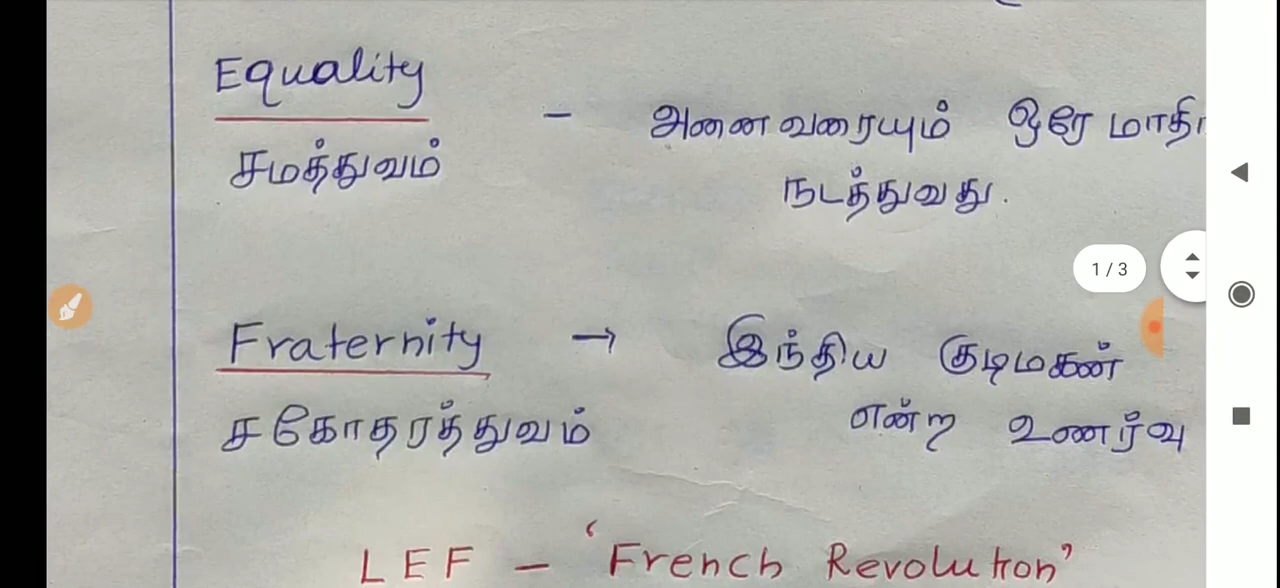 Equality
சமத்துவம்
- அனைவரையும் ஒரே மாதி
நடத்துவது.
1 / 3
Fraternity → இந்திய குடிமகன்
சகோதரத்துவம் என்ற உணர்வு
LEF - 'French Revolution'